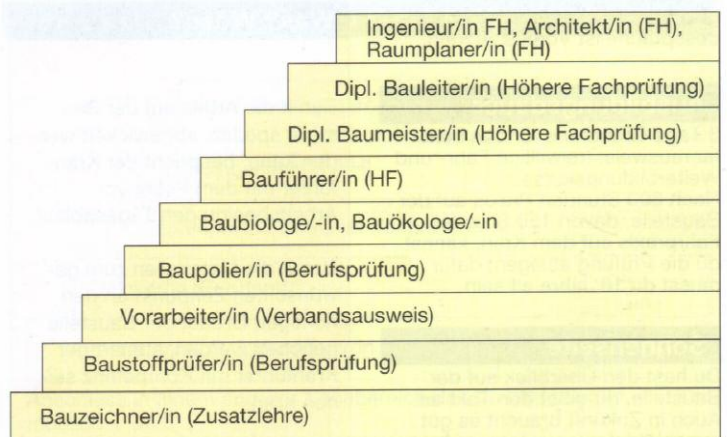 Ingenieur/in FH, Architekt/in (FH),
Raumplaner/in (FH)
Dipl. Bauleiter/in (Höhere Fachprüfung)
Dipl. Baumeister/in (Höhere Fachprüfung)
Bauführer/in (HF)
Baubiologe/-in, Bauökologe/-in
Baupolier/in (Berufsprüfung)
Vorarbeiter/in (Verbandsausweis)
Baustoffprüfer/in (Berufsprüfung)
Bauzeichner/in (Zusatzlehre)